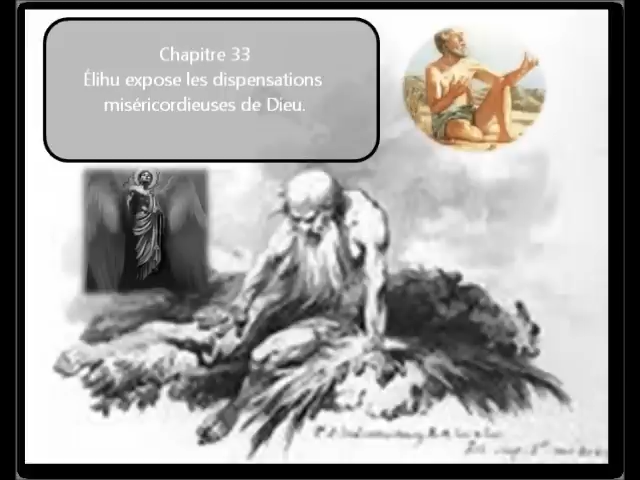 Chapitre 33
Élihu expose les dispensations
miséricordieuses de Dieu.